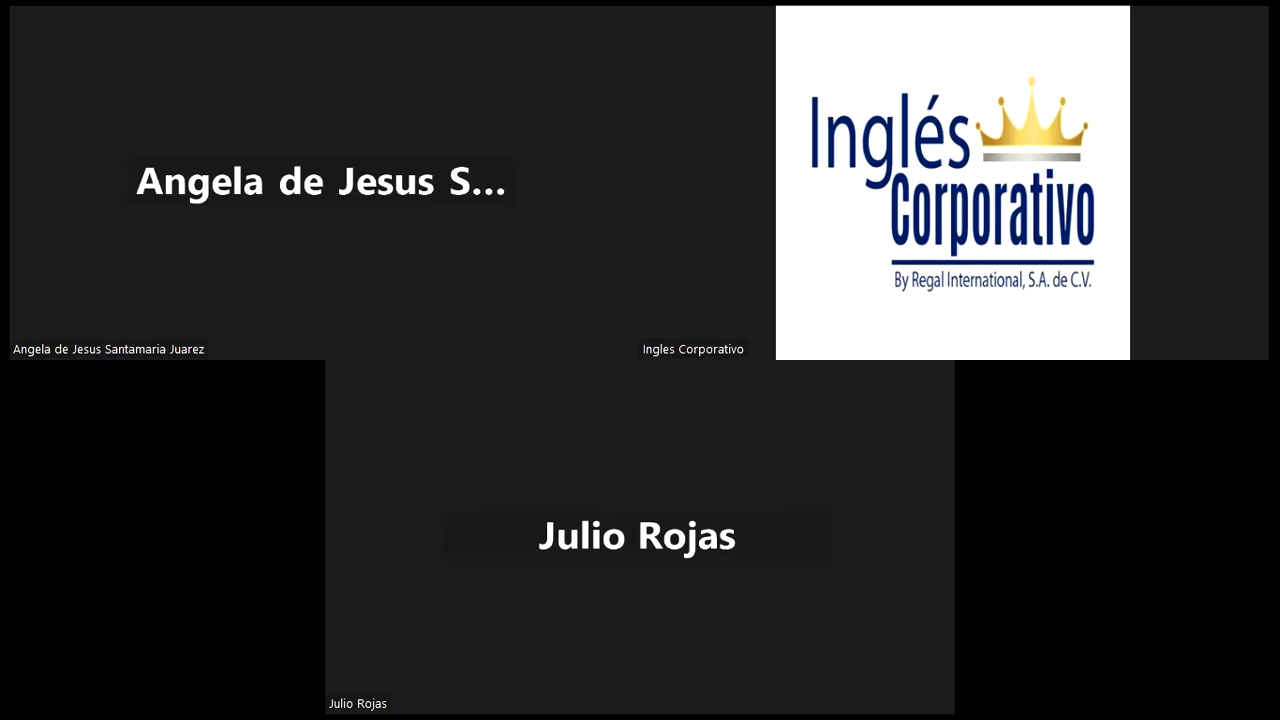 Angela de Jesus S...
Angela de Jesus Santamaria Juarez
Inglés
Corporativo
By Regal International, S.A. de C.V.
Ingles Corporativo
Julio Rojas
Julio Rojas